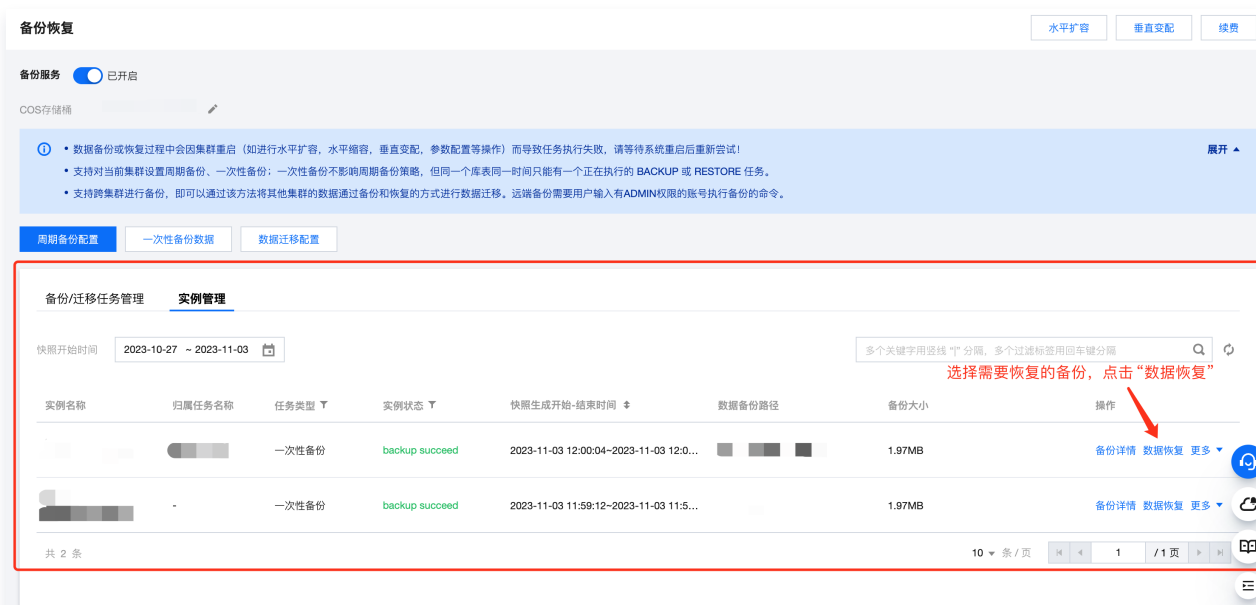 备份恢复
水平扩容 垂直变配 续费
备份服务 已开启
COS存储桶
• 数据备份或恢复过程中会因集群重启（如进行水平扩容，水平缩容，垂直变配，参数配置等操作）而导致任务执行失败，请等待系统重启后重新尝试！ 展开
• 支持对当前集群设置周期备份、一次性备份；一次性备份不影响周期备份策略，但同一个库表同一时间只能有一个正在执行的 BACKUP 或 RESTORE 任务。
• 支持跨集群进行备份，即可以通过该方法将其他集群的数据通过备份和恢复的方式进行数据迁移。远端备份需要用户输入有ADMIN权限的账号执行备份的命令。
周期备份配置 一次性备份数据 数据迁移配置
备份/迁移任务管理 实例管理
快照开始时间 2023-10-27 ~ 2023-11-03 多个关键字用竖线 "|" 分隔，多个过滤标签用回车键分隔
选择需要恢复的备份，点击“数据恢复”
实例名称 归属任务名称 任务类型 实例状态 快照生成开始-结束时间 数据备份路径 备份大小 操作
一次性备份 backup succeed 2023-11-03 12:00:04~2023-11-03 12:0... 1.97MB 备份详情 数据恢复 更多
- 一次性备份 backup succeed 2023-11-03 11:59:12~2023-11-03 11:5... 1.97MB 备份详情 数据恢复 更多
共 2 条 10 条 / 页 1 / 1 页